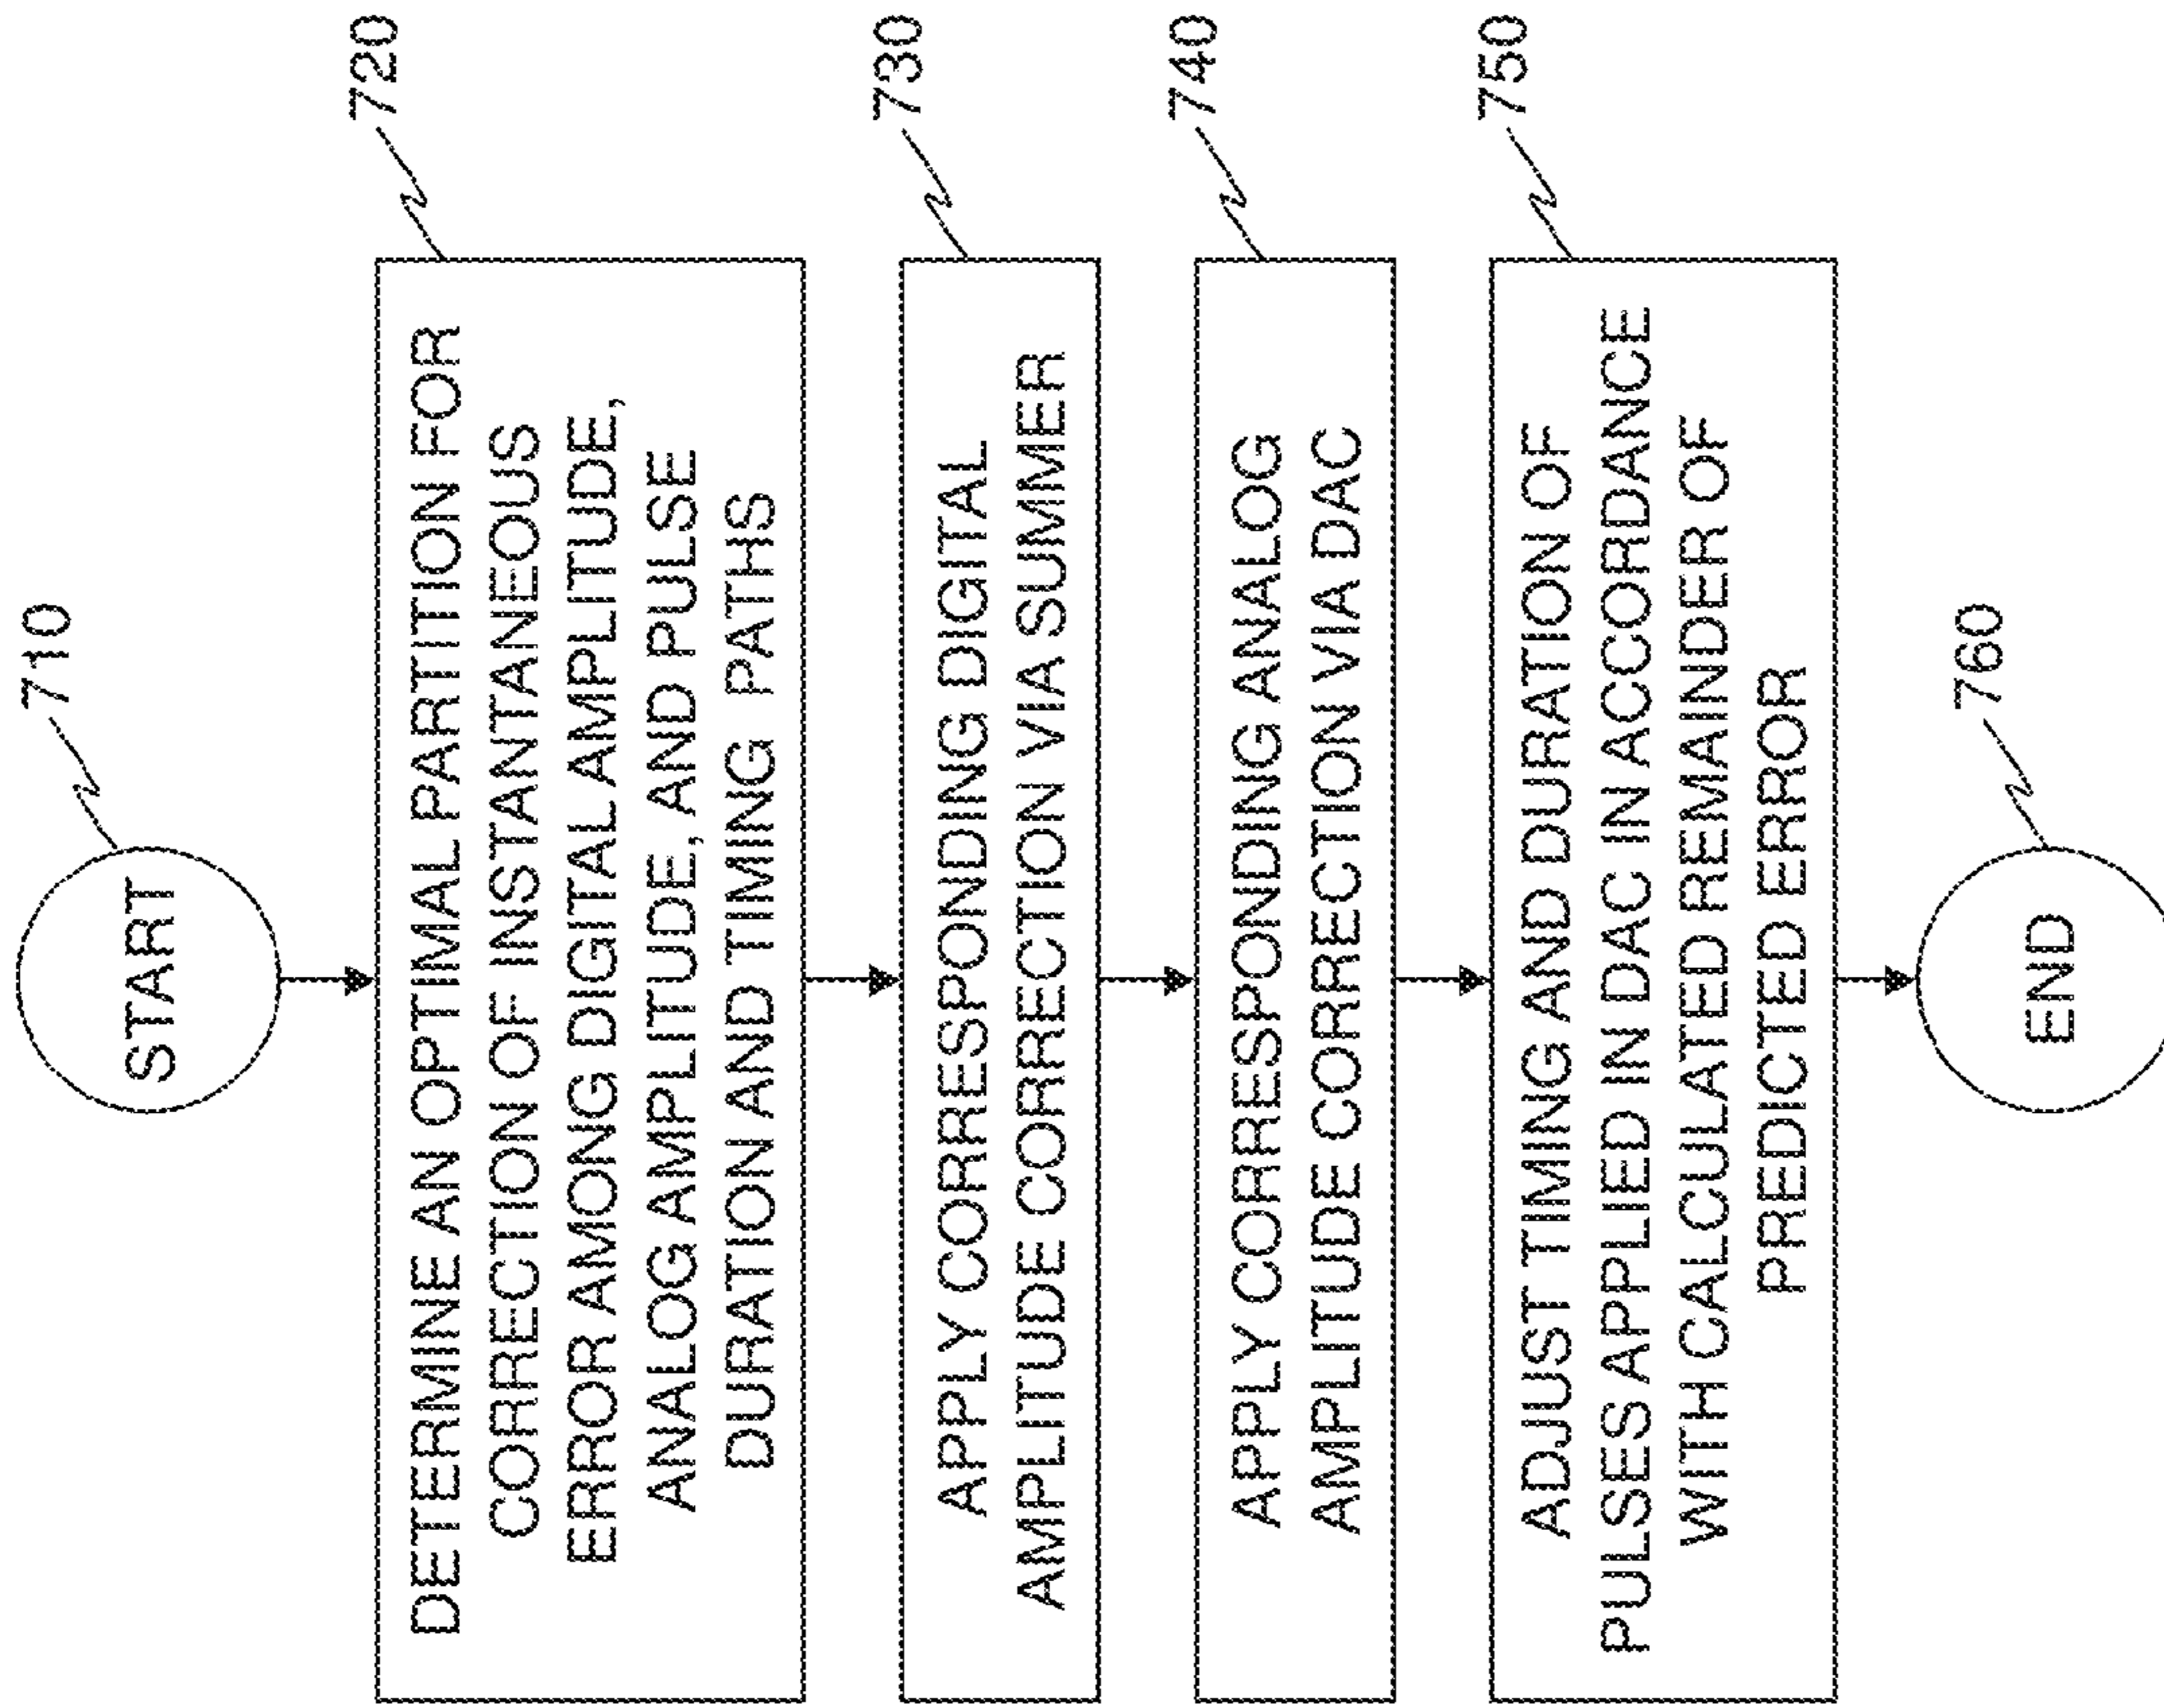 710
START
720
DETERMINE AN OPTIMAL PARTITION FOR
CORRECTION OF INSTANTANEOUS
ERROR AMONG DIGITAL AMPLITUDE,
ANALOG AMPLITUDE, AND PULSE
DURATION AND TIMING PATHS
730
APPLY CORRESPONDING DIGITAL
AMPLITUDE CORRECTION VIA SUMMER
740
APPLY CORRESPONDING ANALOG
AMPLITUDE CORRECTION VIA DAC
750
ADJUST TIMING AND DURATION OF
PULSES APPLIED IN DAC IN ACCORDANCE
WITH CALCULATED REMAINDER OF
PREDICTED ERROR
760
END